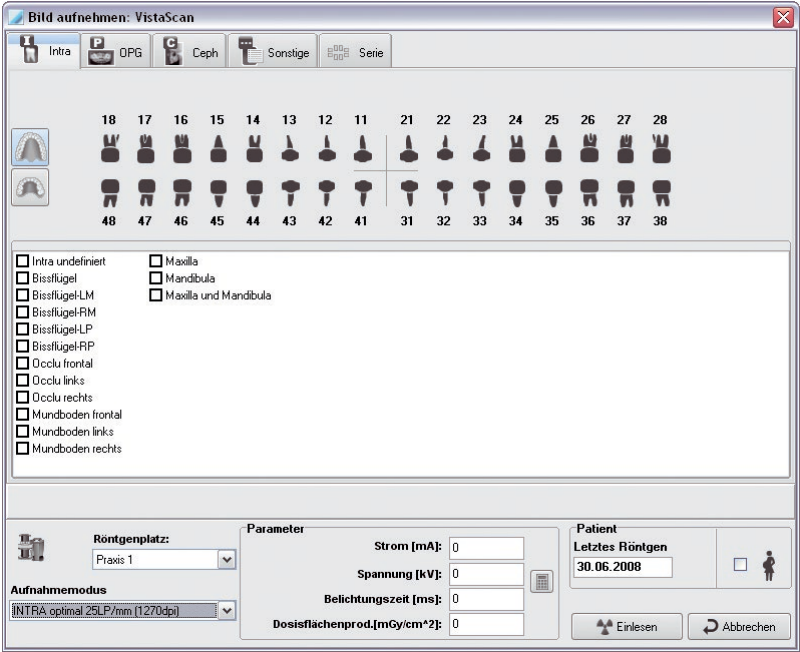 Bild aufnehmen: VistaScan
Intra
P OPG
C Ceph
Sonstige
Serie
18 17 16 15 14 13 12 11 21 22 23 24 25 26 27 28
48 47 46 45 44 43 42 41 31 32 33 34 35 36 37 38
Intra undefiniert
Bissflügel
Bissflügel-LM
Bissflügel-RM
Bissflügel-LP
Bissflügel-RP
Occlu frontal
Occlu links
Occlu rechts
Mundboden frontal
Mundboden links
Mundboden rechts
Maxilla
Mandibula
Maxilla und Mandibula
Röntgenplatz:
Praxis 1
Aufnahmemodus
INTRA optimal 25LP/mm (1270dpi)
Parameter
Strom [mA]: 0
Spannung [kV]: 0
Belichtungszeit [ms]: 0
Dosisflächenprod.[mGy/cm^2]: 0
Patient
Letztes Röntgen
30.06.2008
Einlesen
Abbrechen